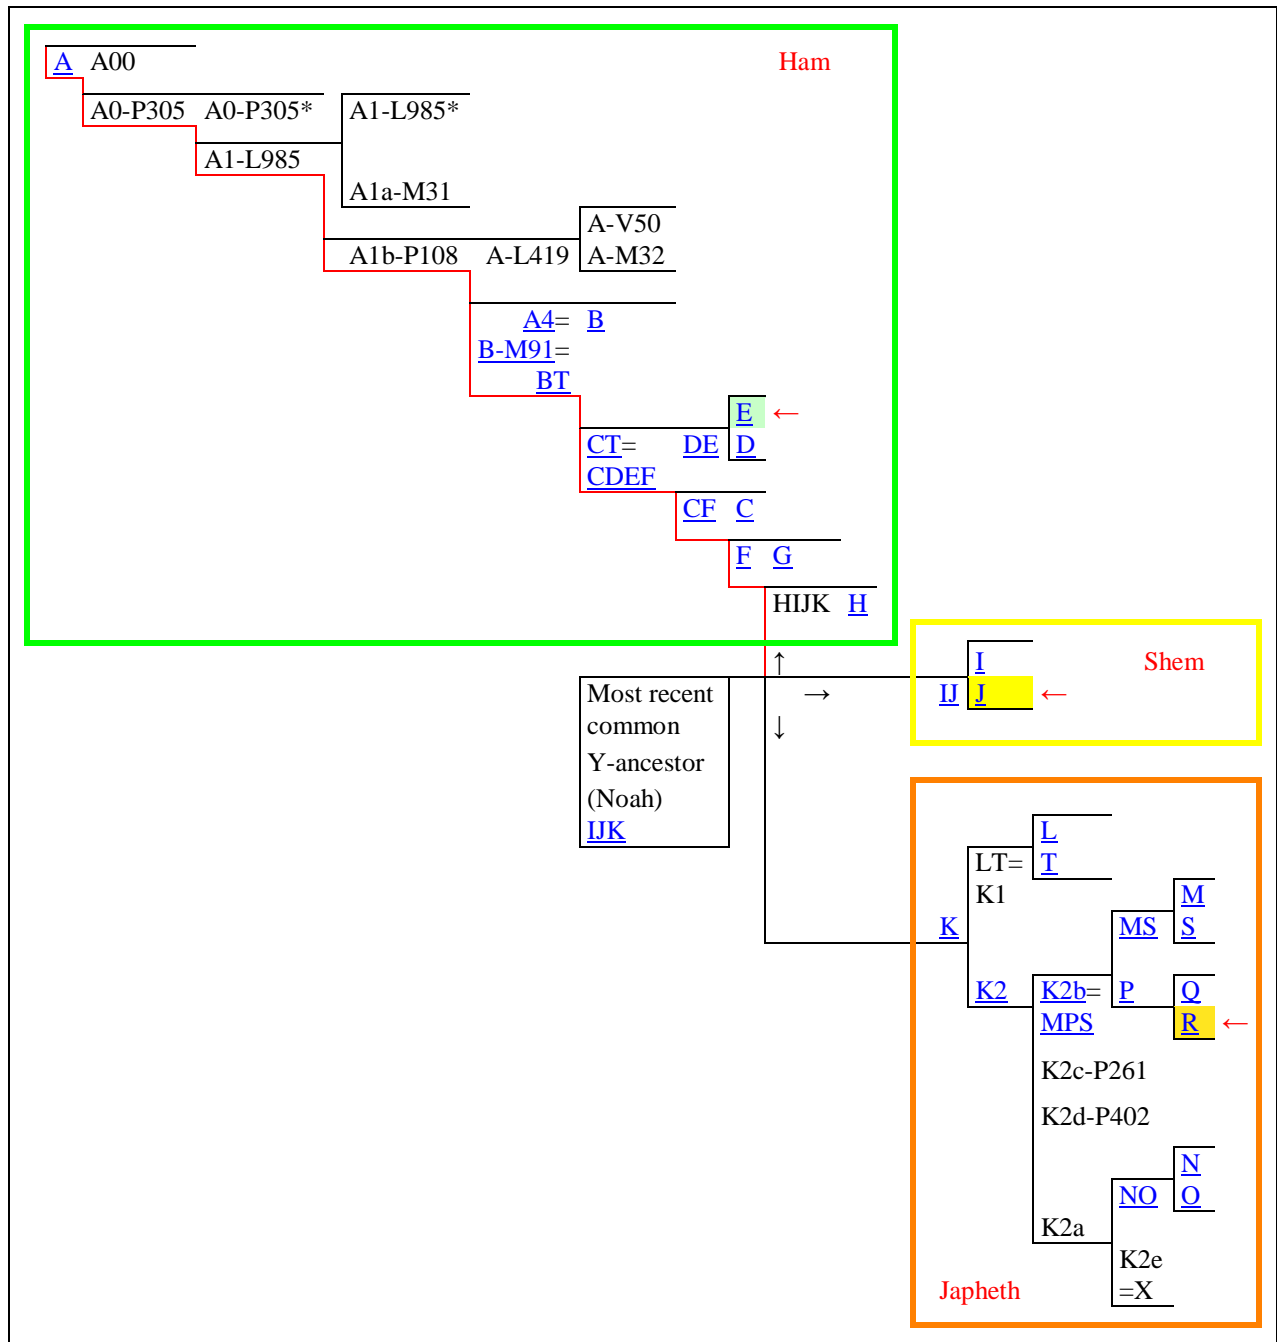 A A00 Ham
A0-P305 A0-P305* A1-L985*
A1-L985
A1a-M31
A-V50
A1b-P108 A-L419 A-M32
A4= B
B-M91=
BT
E ←
CT= DE D
CDEF
CF C
F G
HIJK H
↑
I Shem
Most recent → IJ J ←
common ↓
Y-ancestor
(Noah)
IJK
L
LT= T
K1
M
K MS S
K2 K2b= P Q
MPS R ←
K2c-P261
K2d-P402
N
NO O
K2a
K2e
Japheth =X